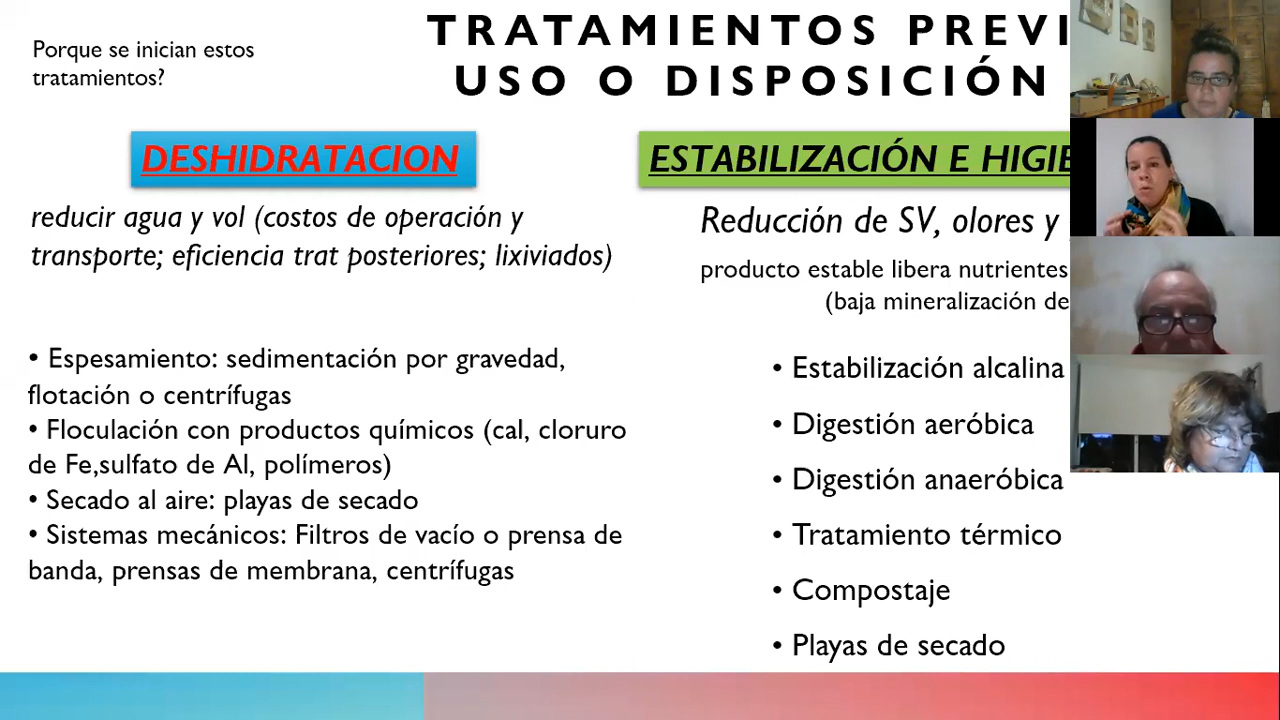 Porque se inician estos
tratamientos?
TRATAMIENTOS PREVI
USO O DISPOSICIÓN
DESHIDRATACION
reducir agua y vol (costos de operación y
transporte; eficiencia trat posteriores; lixiviados)
• Espesamiento: sedimentación por gravedad,
flotación o centrífugas
• Floculación con productos químicos (cal, cloruro
de Fe,sulfato de Al, polímeros)
• Secado al aire: playas de secado
• Sistemas mecánicos: Filtros de vacío o prensa de
banda, prensas de membrana, centrífugas
ESTABILIZACIÓN E HIGIE
Reducción de SV, olores y
producto estable libera nutrientes
(baja mineralización de
• Estabilización alcalina
• Digestión aeróbica
• Digestión anaeróbica
• Tratamiento térmico
• Compostaje
• Playas de secado